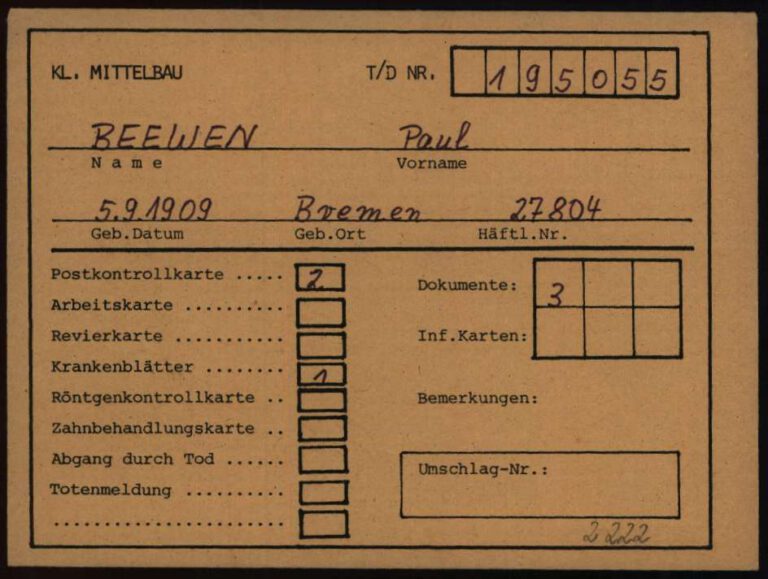 KL. MITTELBAU T/D NR. 195055
BEEWEN Paul
Name Vorname
5.9.1909 Bremen 27804
Geb.Datum Geb.Ort Häftl.Nr.
Postkontrollkarte ..... 2
Arbeitskarte ..........
Revierkarte ...........
Krankenblätter ........ 1
Röntgenkontrollkarte ..
Zahnbehandlungskarte ..
Abgang durch Tod ......
Totenmeldung ..........
......................
Dokumente: 3
Inf.Karten:
Bemerkungen:
Umschlag-Nr.:
2222